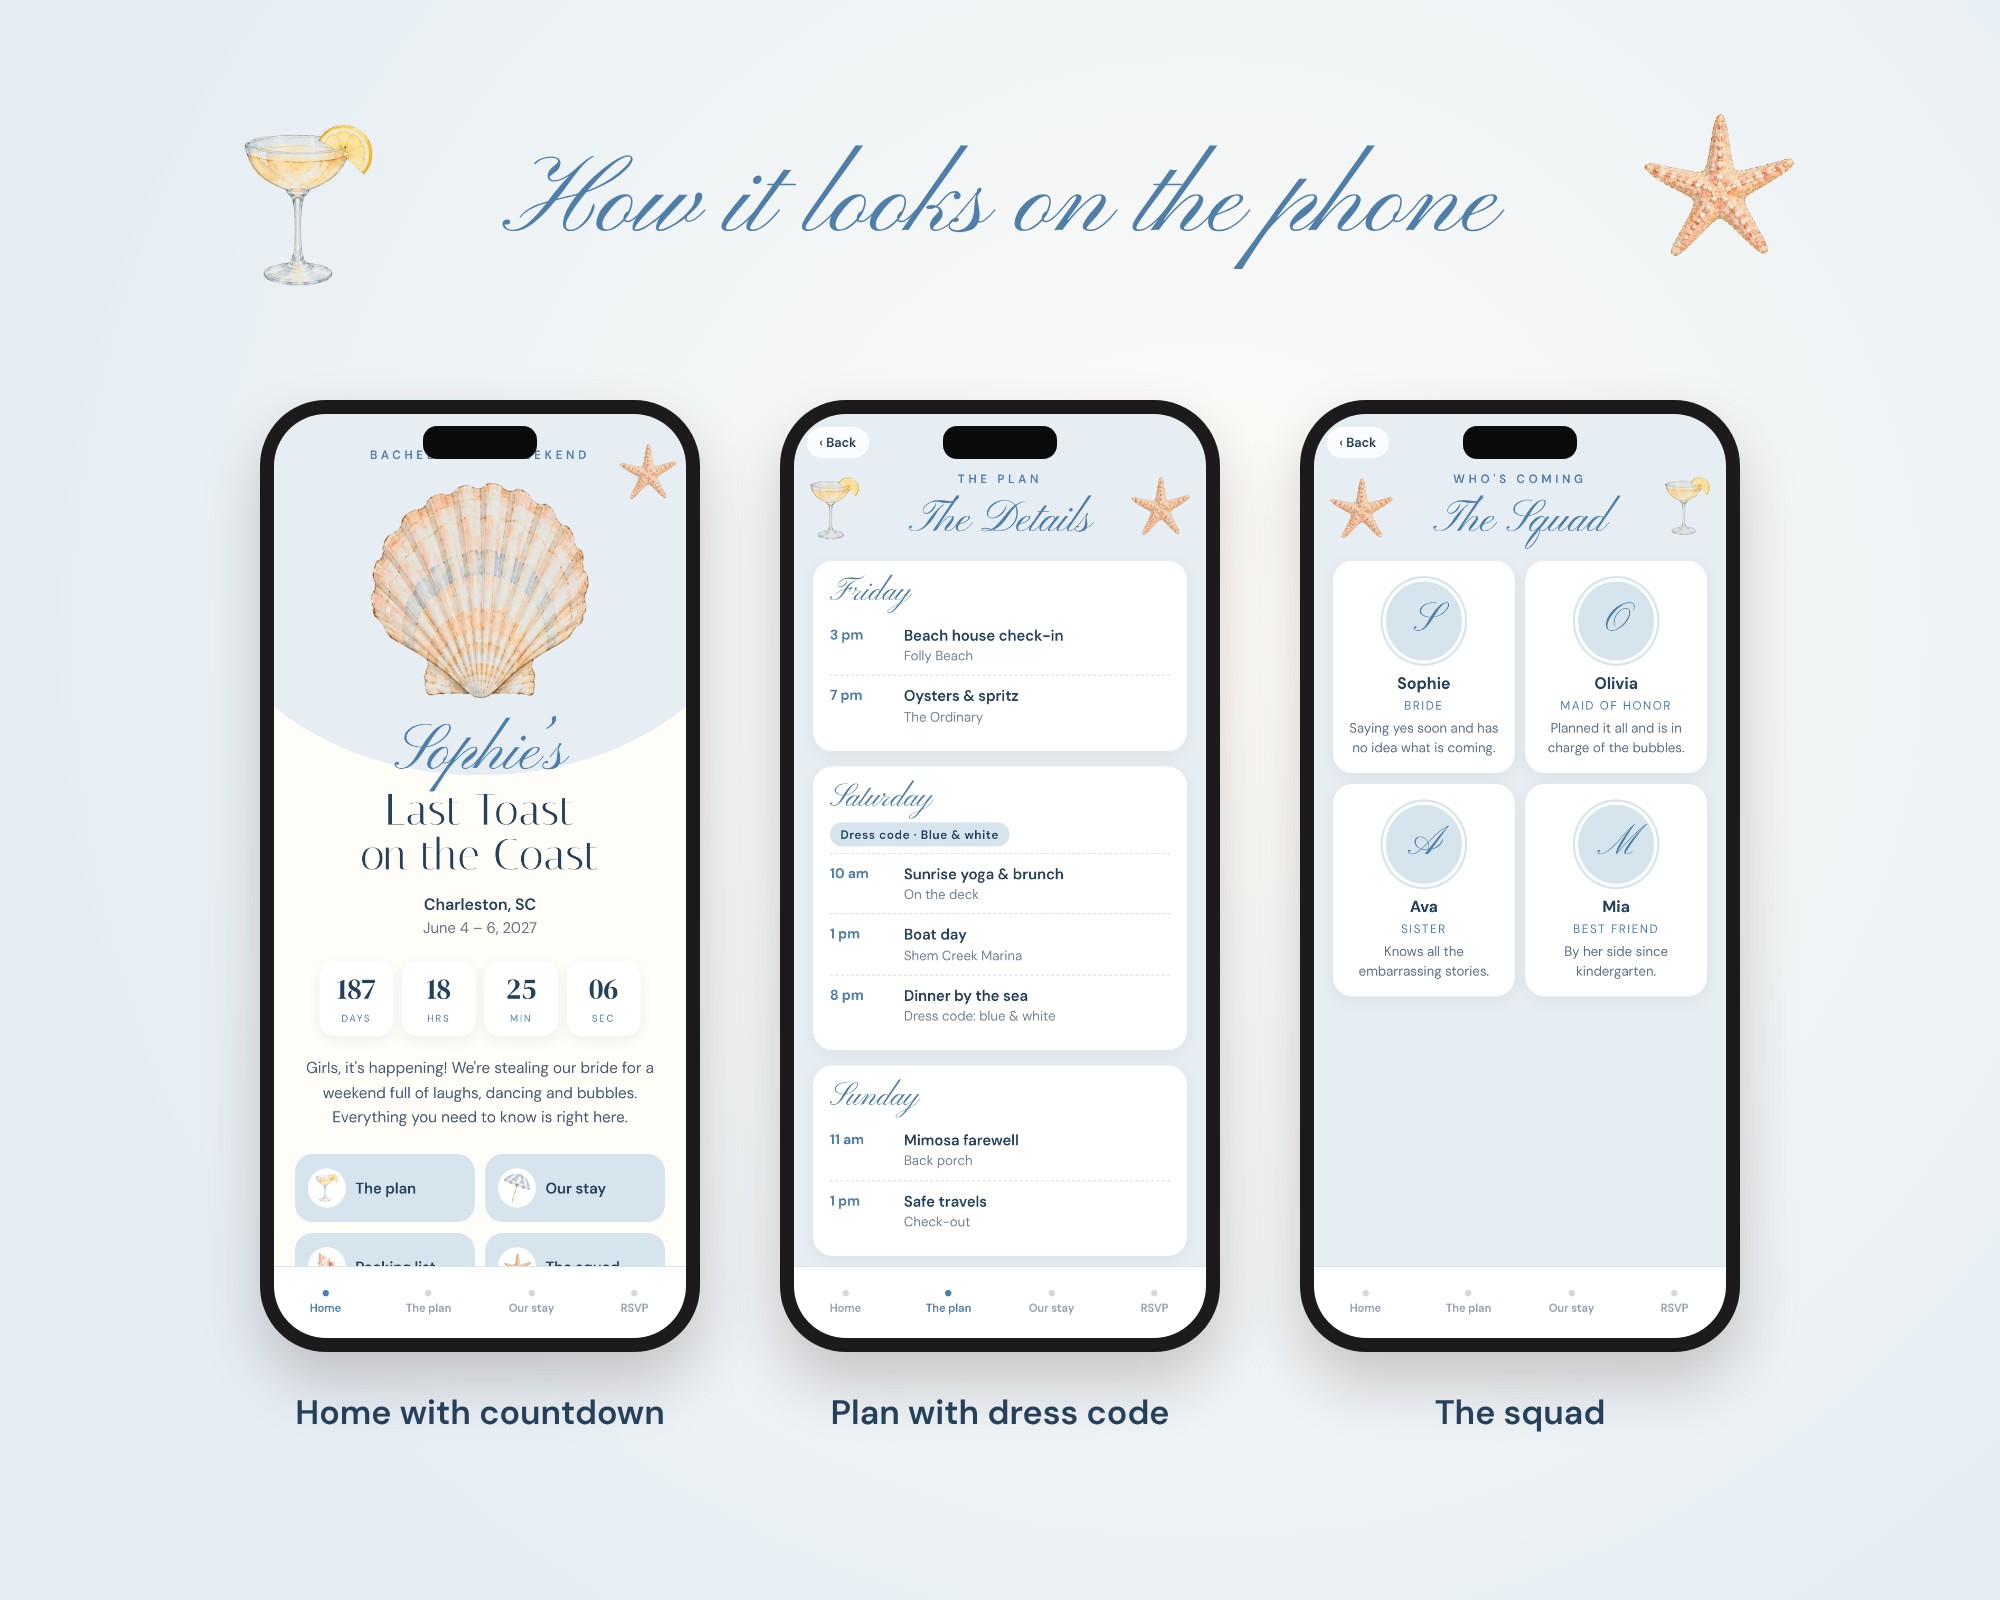 How it looks on the phone
Sophie's
Last Toast
on the Coast
Charleston, SC
June 4 – 6, 2027
187 18 25 06
DAYS HRS MIN SEC
Girls, it's happening! We're stealing our bride for a
weekend full of laughs, dancing and bubbles.
Everything you need to know is right here.
The plan Our stay
Packing list The squad
Home The plan Our stay RSVP
Home with countdown
‹ Back
THE PLAN
The Details
Friday
3 pm Beach house check-in
Folly Beach
7 pm Oysters & spritz
The Ordinary
Saturday
Dress code · Blue & white
10 am Sunrise yoga & brunch
On the deck
1 pm Boat day
Shem Creek Marina
8 pm Dinner by the sea
Dress code: blue & white
Sunday
11 am Mimosa farewell
Back porch
1 pm Safe travels
Check-out
Home The plan Our stay RSVP
Plan with dress code
‹ Back
WHO'S COMING
The Squad
S
Sophie
BRIDE
Saying yes soon and has
no idea what is coming.
O
Olivia
MAID OF HONOR
Planned it all and is in
charge of the bubbles.
A
Ava
SISTER
Knows all the
embarrassing stories.
M
Mia
BEST FRIEND
By her side since
kindergarten.
Home The plan Our stay RSVP
The squad